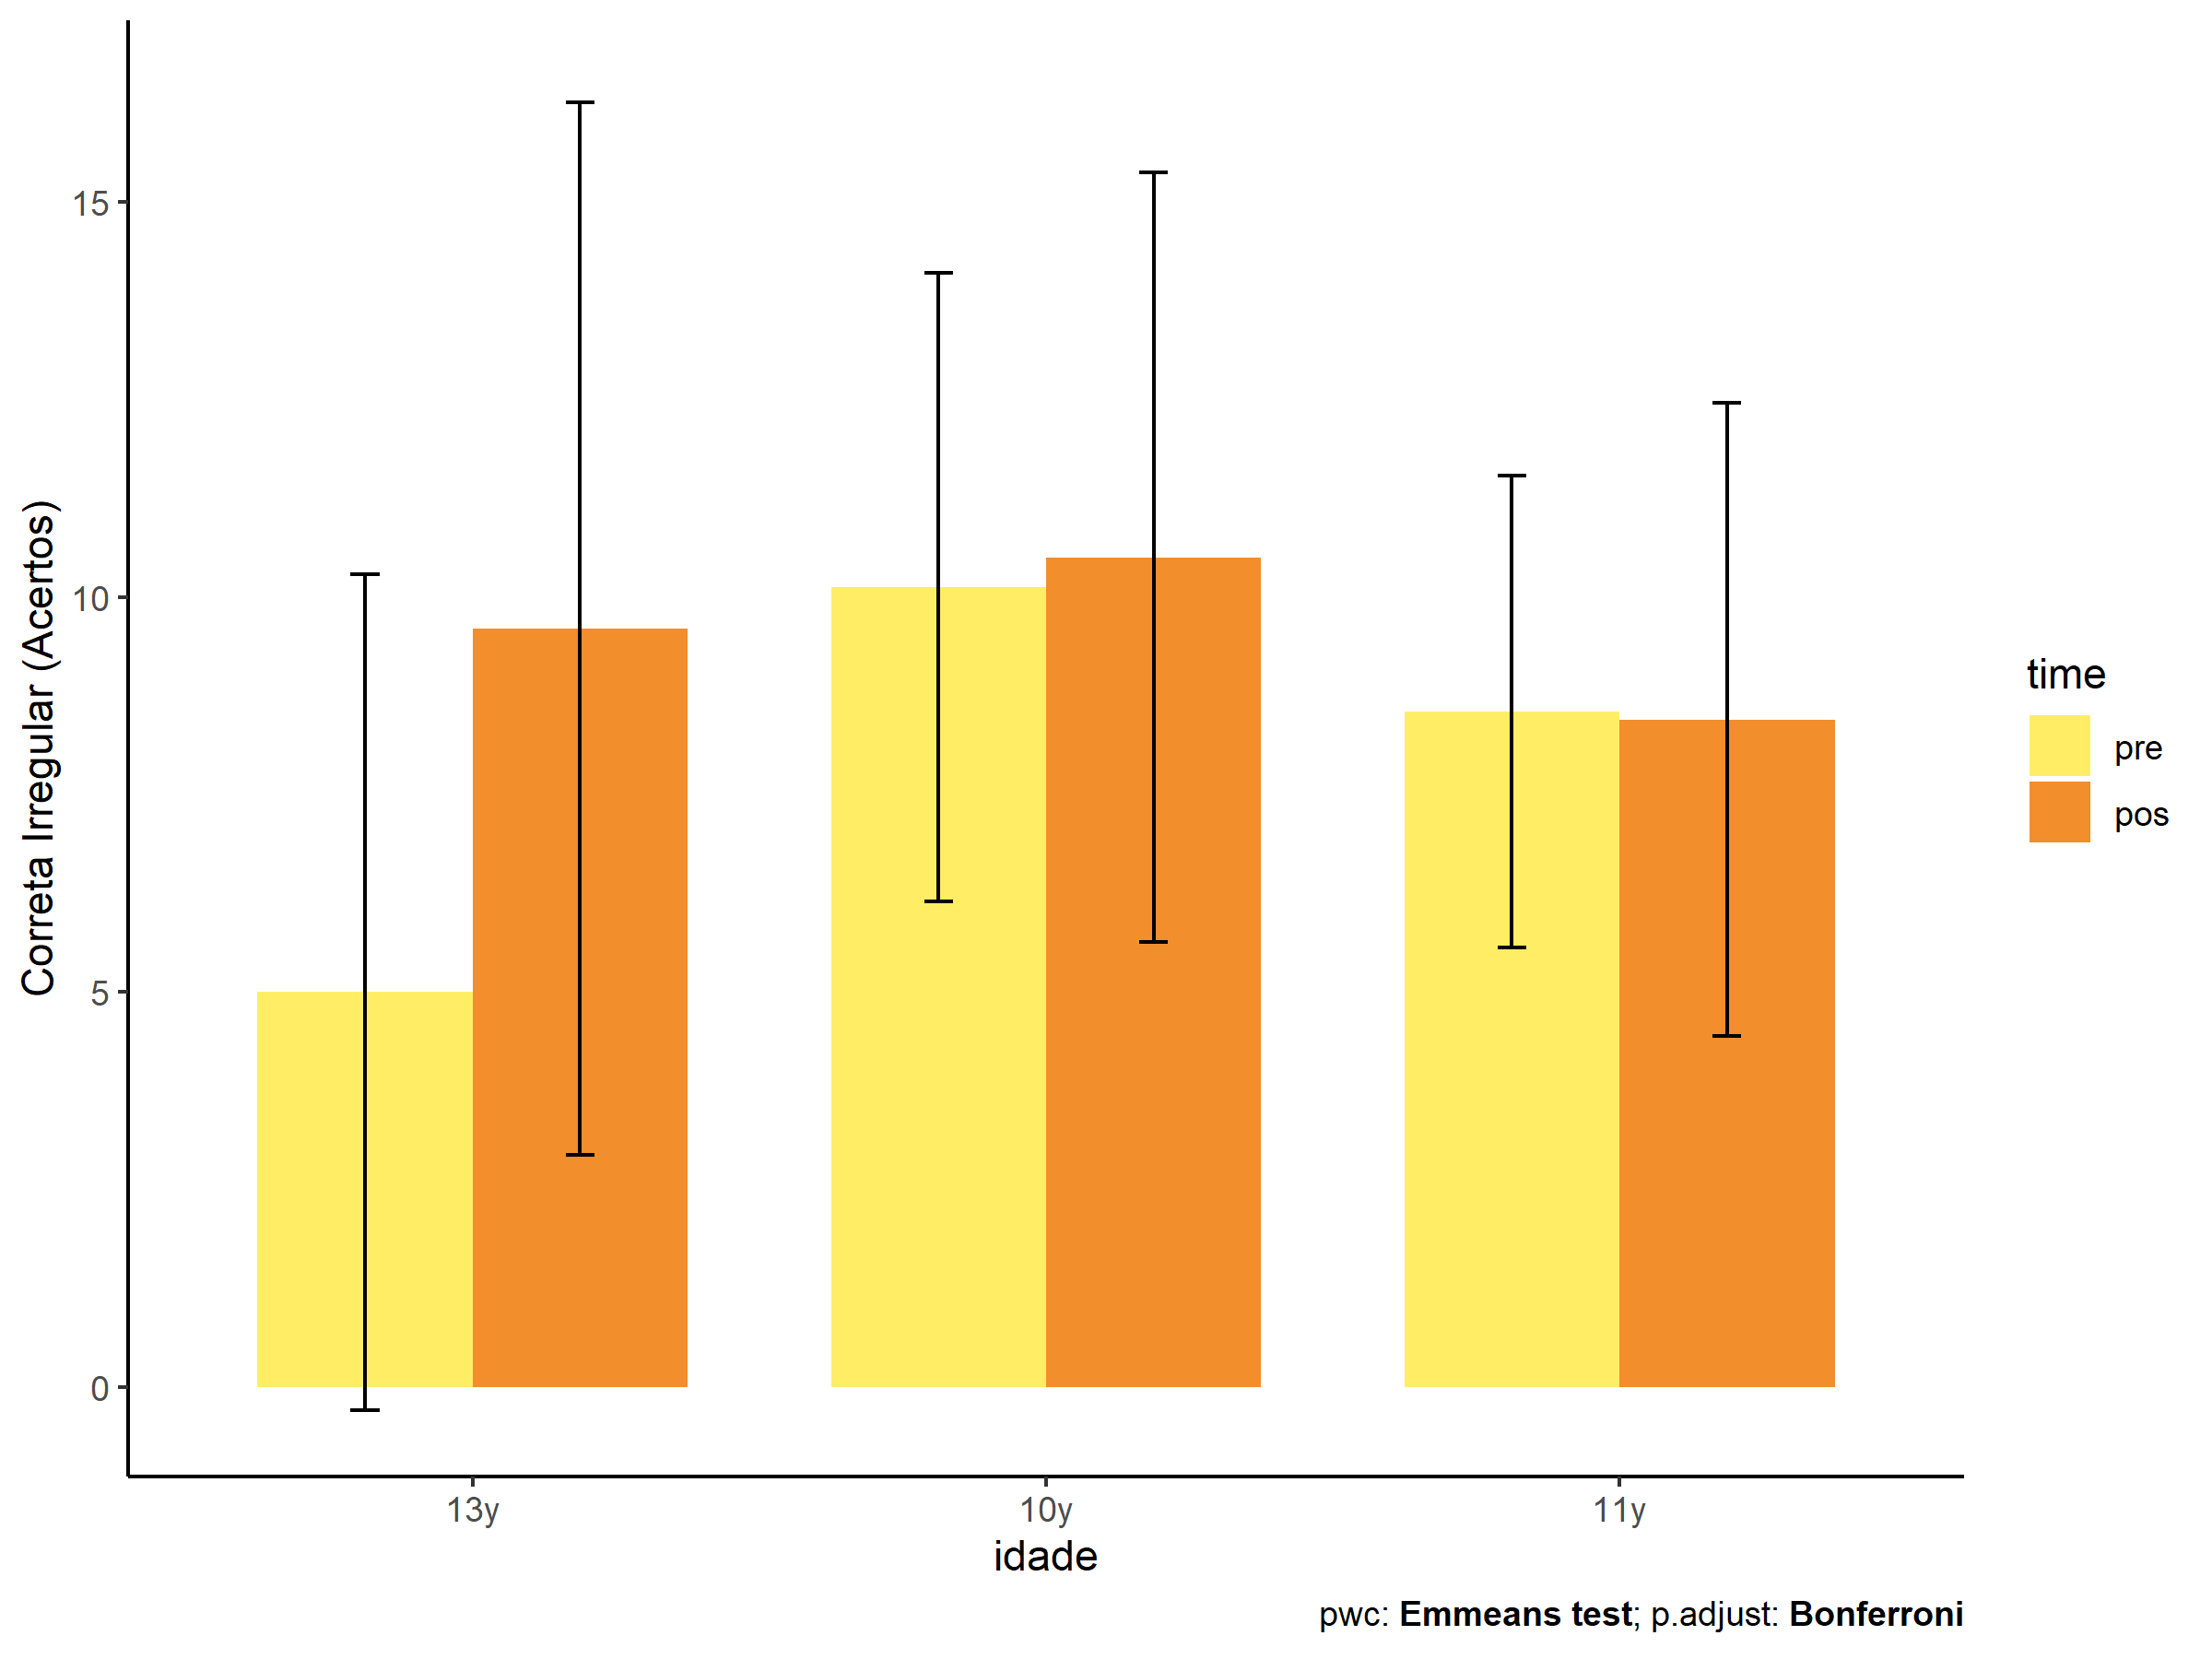 Correta Irregular (Acertos)
15
10
5
0
13y 10y 11y
idade
time
pre
pos
pwc: Emmeans test; p.adjust: Bonferroni